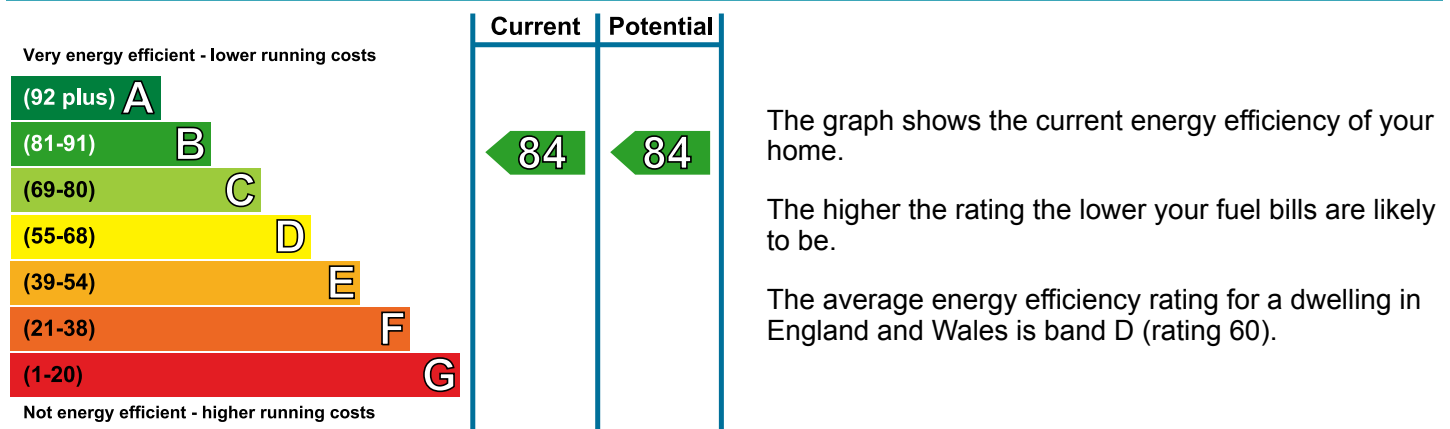 Current Potential
Very energy efficient - lower running costs
(92 plus) A
(81-91) B
84 84
(69-80) C
(55-68) D
(39-54) E
(21-38) F
(1-20) G
Not energy efficient - higher running costs
The graph shows the current energy efficiency of your
home.
The higher the rating the lower your fuel bills are likely
to be.
The average energy efficiency rating for a dwelling in
England and Wales is band D (rating 60).